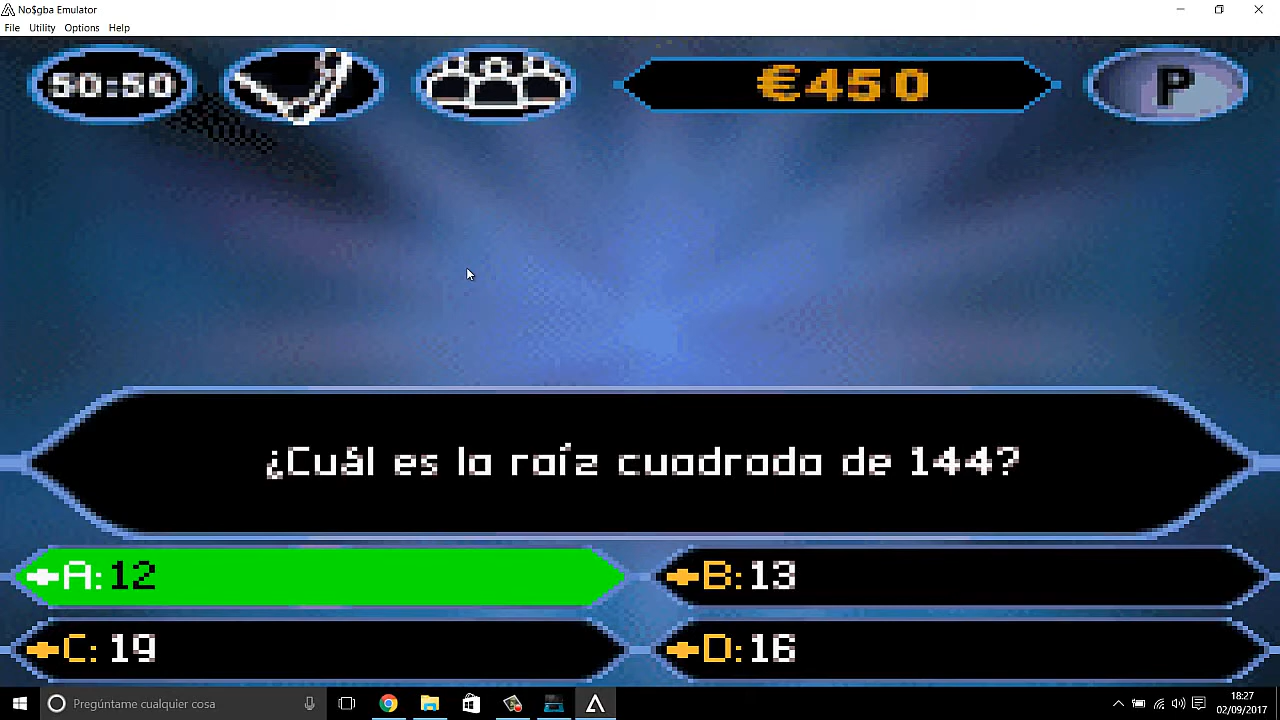 No$gba Emulator
File Utility Options Help
50:50
€450
P
¿Cuál es la raíz cuadrada de 144?
A:12
B:13
C:19
D:16
Pregúntame cualquier cosa
18:27
02/09/2017